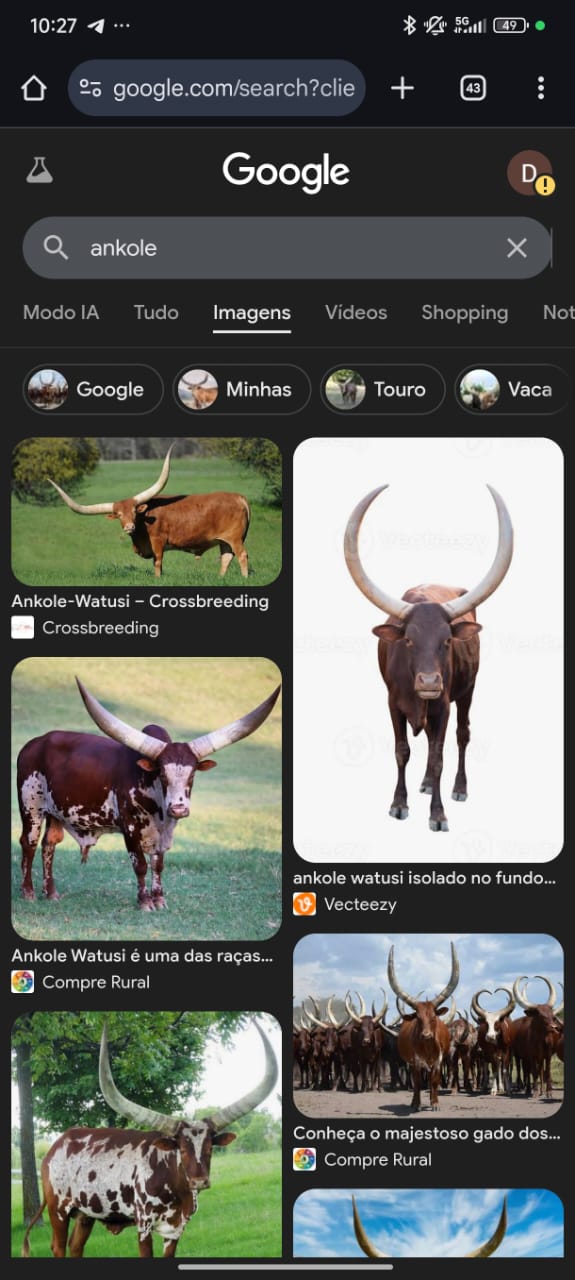 10:27
5G
49
google.com/search?clie
43
Google
D
ankole
Modo IA
Tudo
Imagens
Vídeos
Shopping
Not
Google
Minhas
Touro
Vaca
Ankole-Watusi – Crossbreeding
Crossbreeding
Ankole Watusi é uma das raças...
Compre Rural
Vecteezy
ankole watusi isolado no fundo...
Vecteezy
Conheça o majestoso gado dos...
Compre Rural